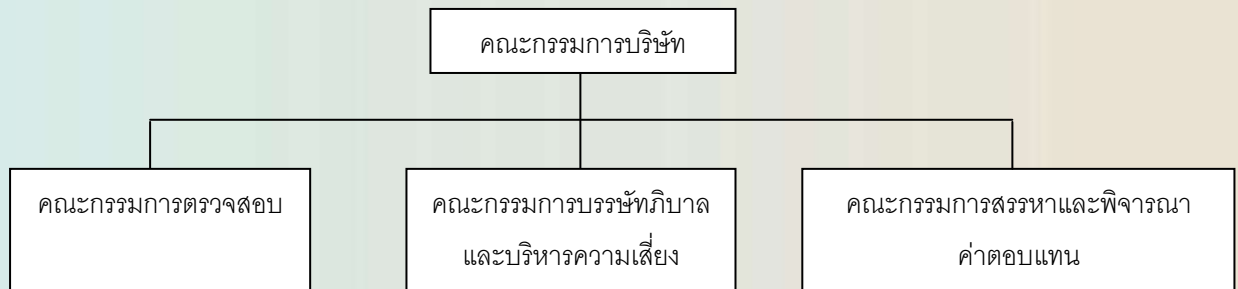 คณะกรรมการบริษัท
คณะกรรมการตรวจสอบ
คณะกรรมการบรรษัทภิบาล
และบริหารความเสี่ยง
คณะกรรมการสรรหาและพิจารณา
ค่าตอบแทน